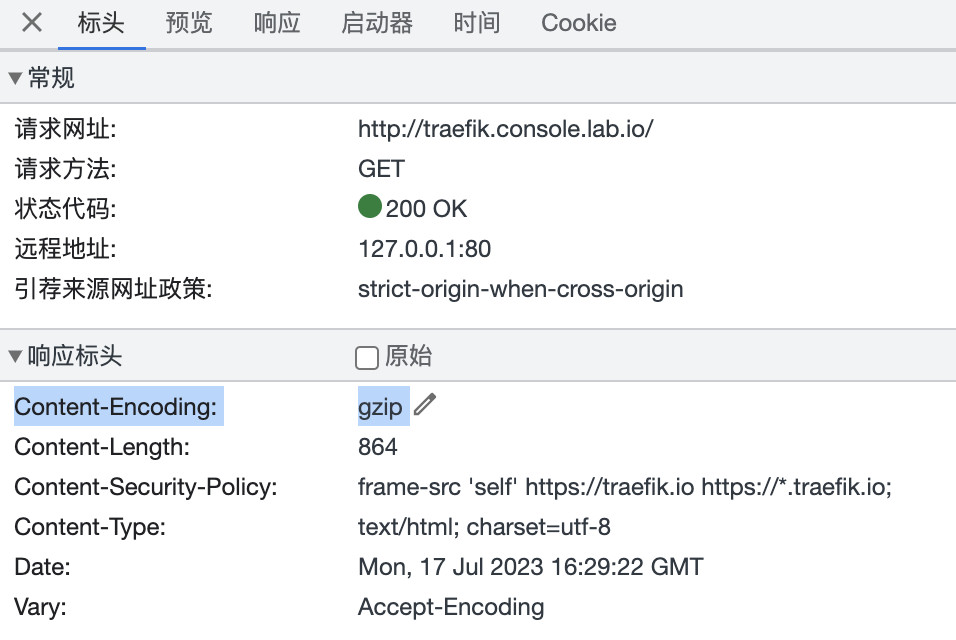 标头 预览 响应 启动器 时间 Cookie
常规
请求网址: http://traefik.console.lab.io/
请求方法: GET
状态代码: 200 OK
远程地址: 127.0.0.1:80
引荐来源网址政策: strict-origin-when-cross-origin
响应标头 原始
Content-Encoding: gzip
Content-Length: 864
Content-Security-Policy: frame-src 'self' https://traefik.io https://*.traefik.io;
Content-Type: text/html; charset=utf-8
Date: Mon, 17 Jul 2023 16:29:22 GMT
Vary: Accept-Encoding